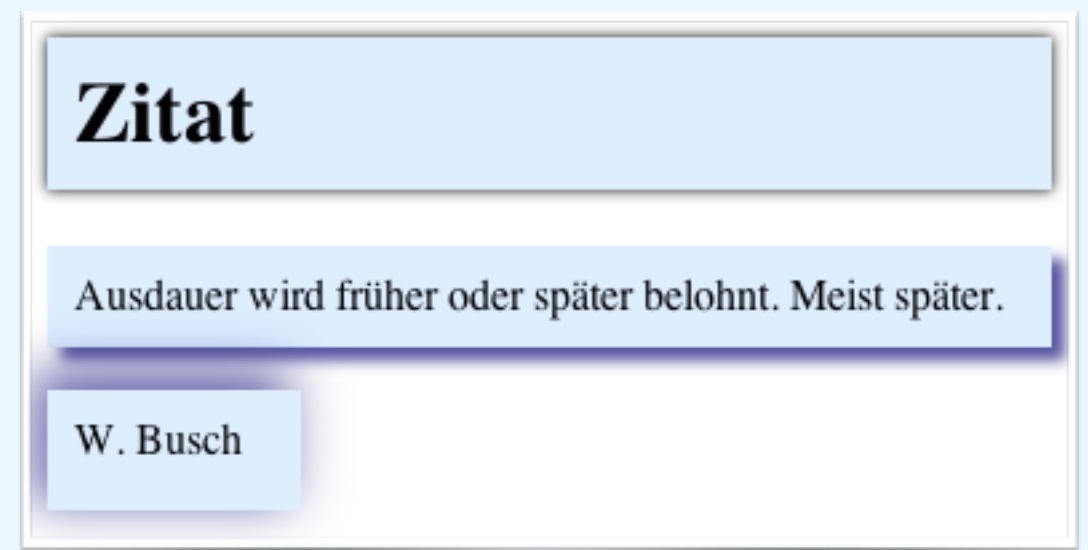 Zitat
Ausdauer wird früher oder später belohnt. Meist später.
W. Busch